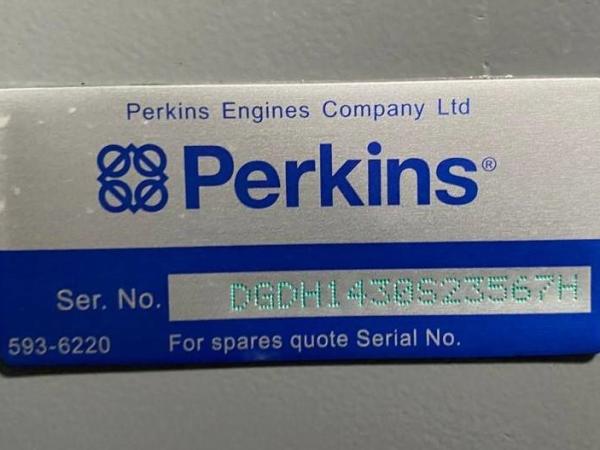 Perkins Engines Company Ltd
Perkins®
Ser. No. DGDH1430S23567H
593-6220 For spares quote Serial No.